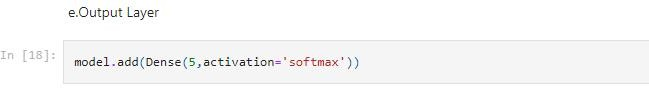 e.Output Layer
In [18]:
model.add(Dense(5,activation='softmax'))